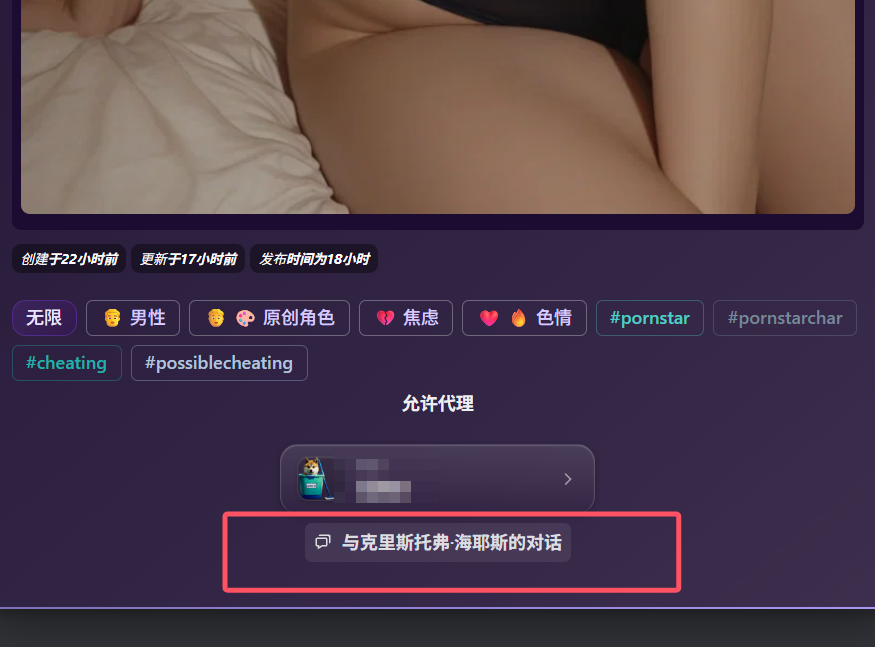 创建于22小时前 更新于17小时前 发布时间为18小时
无限 男性 原创角色 焦虑 色情 #pornstar #pornstarchar
#cheating #possiblecheating
允许代理
与克里斯托弗·海耶斯的对话